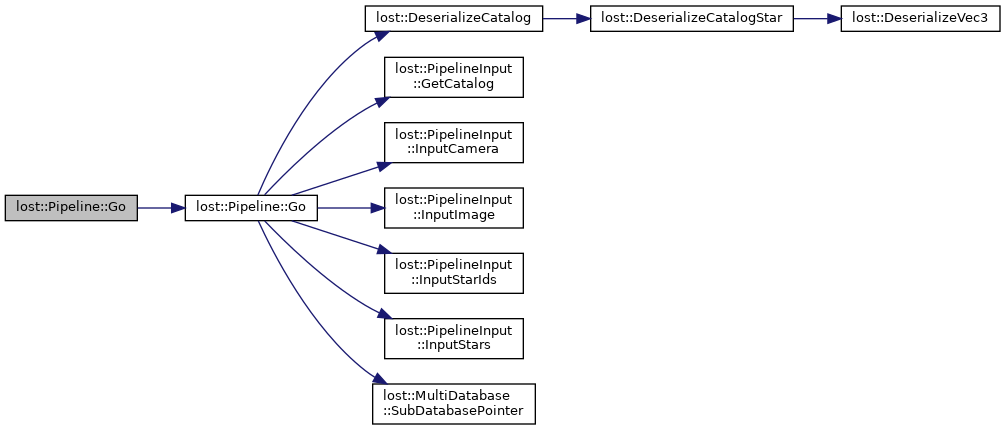 lost::Pipeline::Go
lost::Pipeline::Go
lost::DeserializeCatalog
lost::DeserializeCatalogStar
lost::DeserializeVec3
lost::PipelineInput
::GetCatalog
lost::PipelineInput
::InputCamera
lost::PipelineInput
::InputImage
lost::PipelineInput
::InputStarIds
lost::PipelineInput
::InputStars
lost::MultiDatabase
::SubDatabasePointer